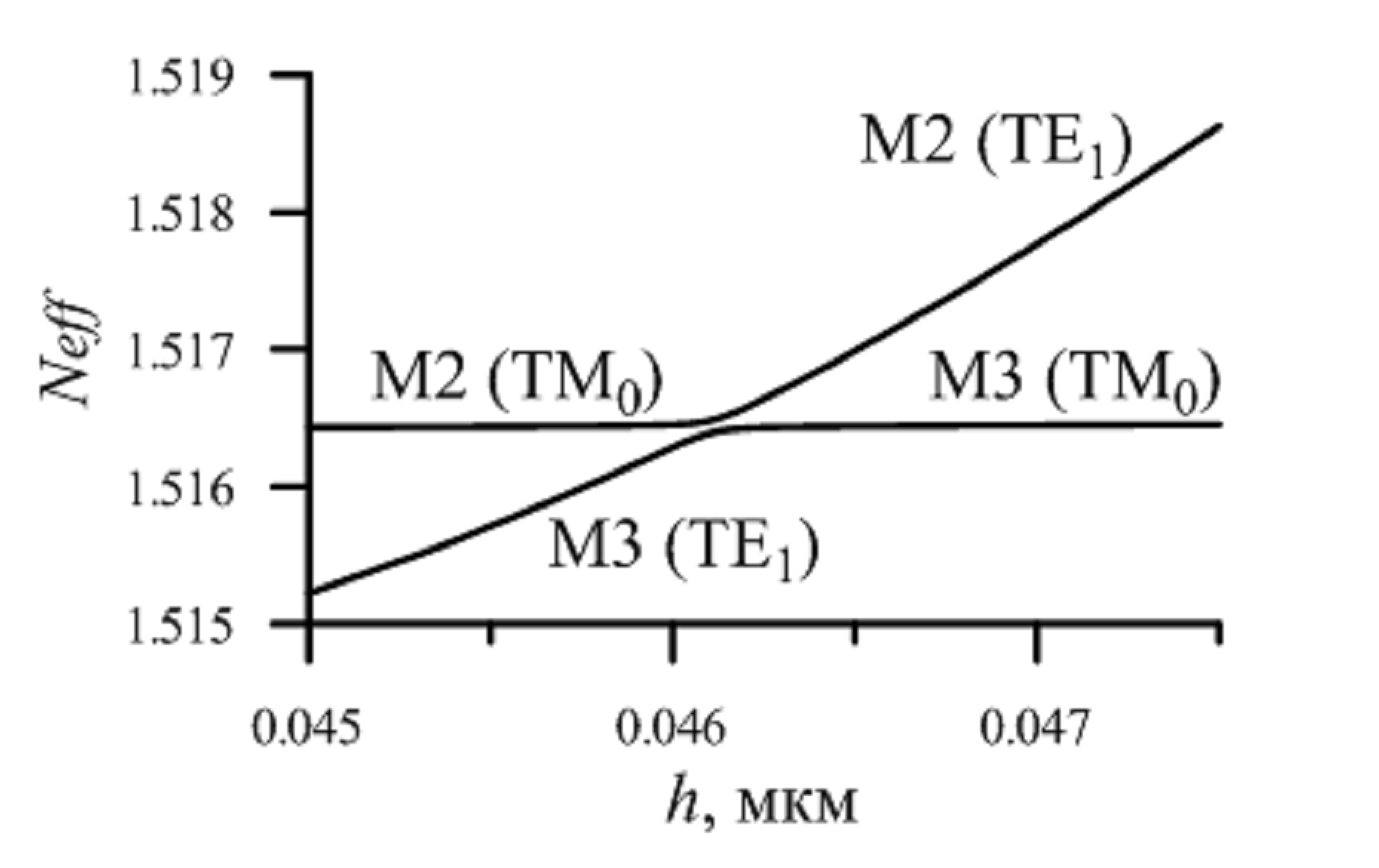 1.519
M2 (TE₁)
1.518
Neff
1.517
M2 (TM₀)
M3 (TM₀)
1.516
M3 (TE₁)
1.515
0.045 0.046 0.047
h, мкм